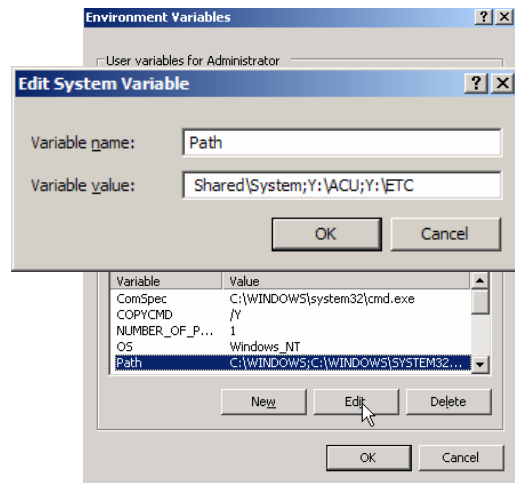 Environment Variables
User variables for Administrator
Edit System Variable
Variable name: Path
Variable value: Shared\System;Y:\ACU;Y:\ETC
OK Cancel
Variable Value
ComSpec C:\WINDOWS\system32\cmd.exe
COPYCMD /Y
NUMBER_OF_P... 1
OS Windows_NT
Path C:\WINDOWS;C:\WINDOWS\SYSTEM32...
New Edit Delete
OK Cancel